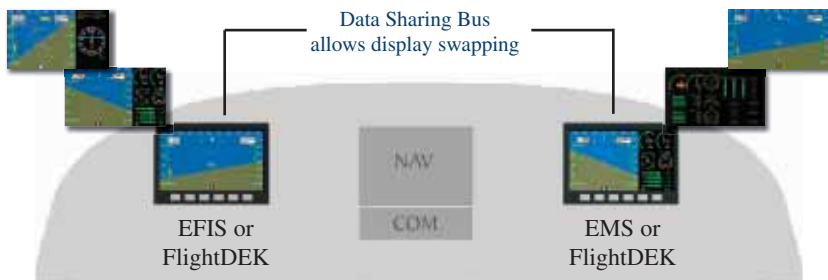 Data Sharing Bus
allows display swapping
NAV
COM
EFIS or
FlightDEK
EMS or
FlightDEK